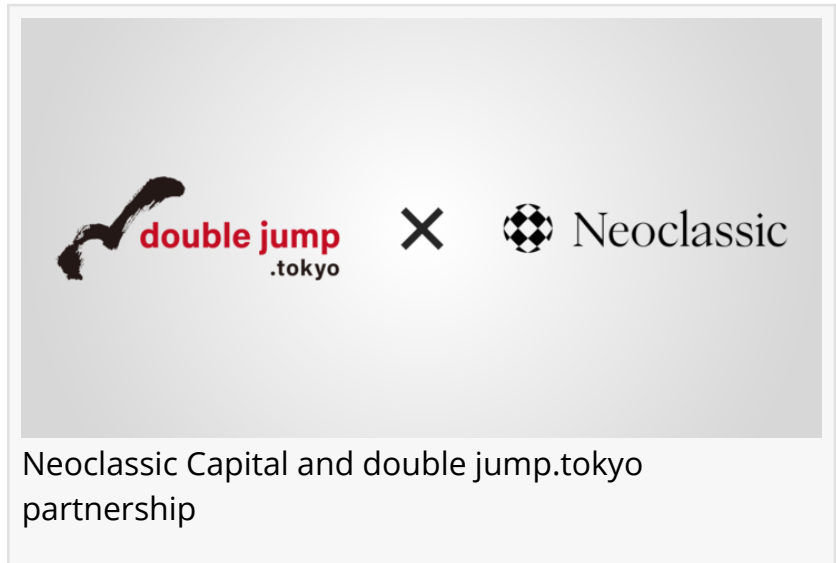 double jump
.tokyo
×
Neoclassic
Neoclassic Capital and double jump.tokyo
partnership